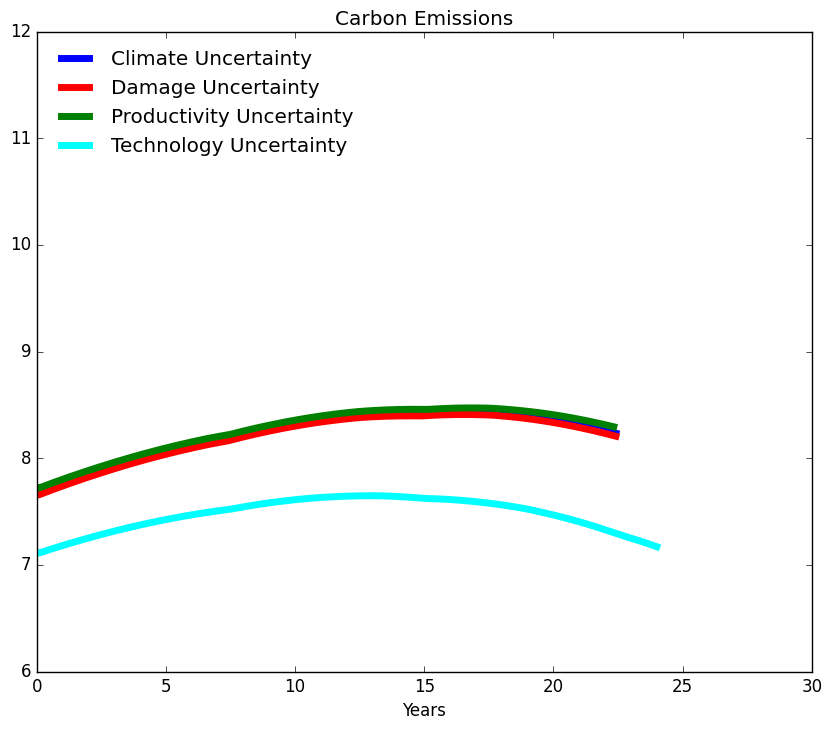 Carbon Emissions
12
Climate Uncertainty
Damage Uncertainty
Productivity Uncertainty
Technology Uncertainty
11
10
9
8
7
6
0 5 10 15 20 25 30
Years